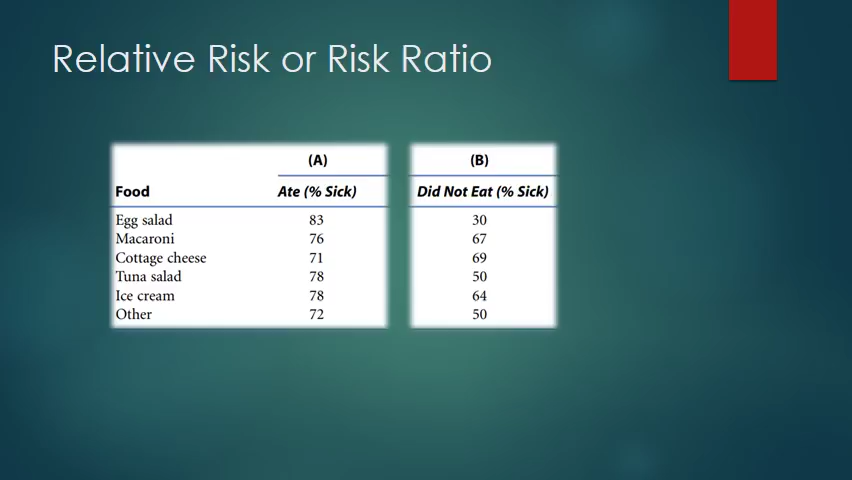 Relative Risk or Risk Ratio
(A) (B)
Food Ate (% Sick) Did Not Eat (% Sick)
Egg salad 83 30
Macaroni 76 67
Cottage cheese 71 69
Tuna salad 78 50
Ice cream 78 64
Other 72 50